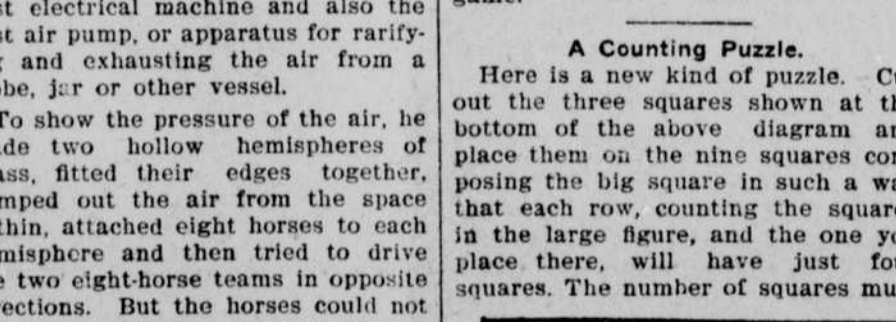 st electrical machine and also the
st air pump, or apparatus for rarify-
g and exhausting the air from a
be, jar or other vessel.
To show the pressure of the air, he
de two hollow hemispheres of
ass, fitted their edges together,
mped out the air from the space
thin, attached eight horses to each
misphere and then tried to drive
e two eight-horse teams in opposite
ections. But the horses could not
A Counting Puzzle.
Here is a new kind of puzzle. Cu
out the three squares shown at th
bottom of the above diagram an
place them on the nine squares com
posing the big square in such a wa
that each row, counting the square
in the large figure, and the one yo
place there, will have just fou
squares. The number of squares mu